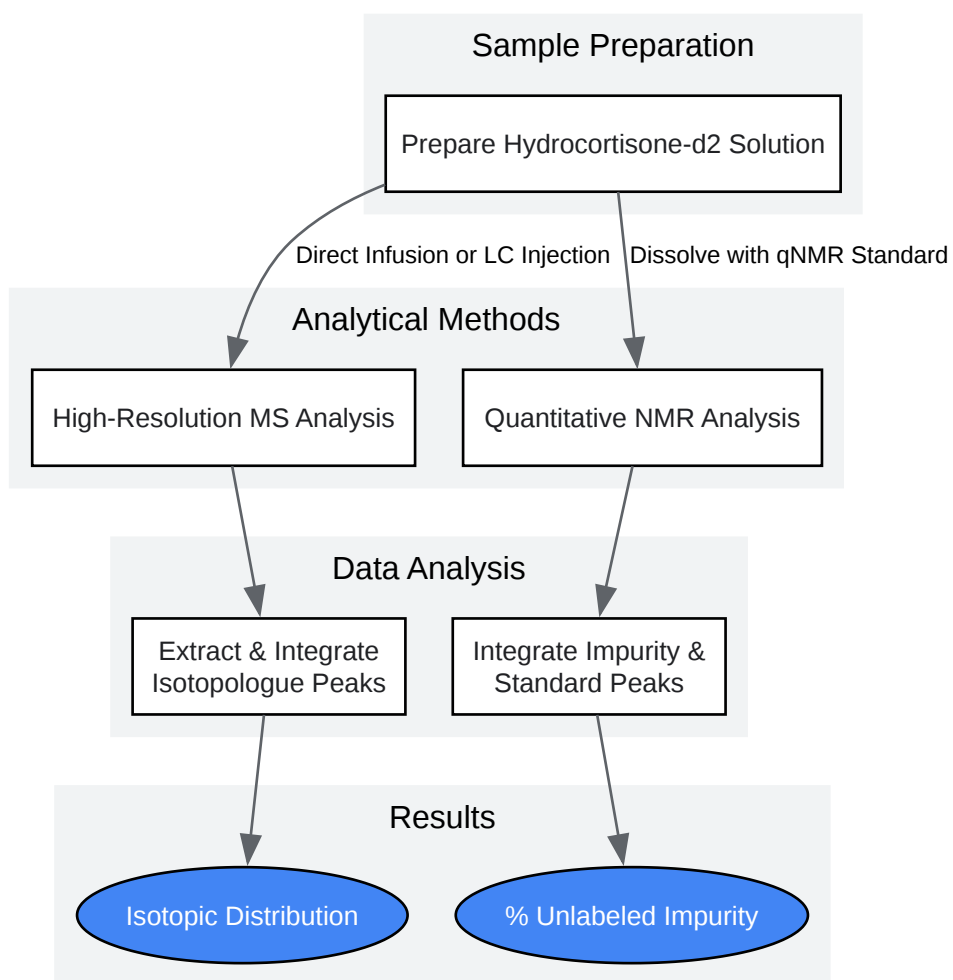 Sample Preparation
Prepare Hydrocortisone-d2 Solution
Direct Infusion or LC Injection
Dissolve with qNMR Standard
Analytical Methods
High-Resolution MS Analysis
Quantitative NMR Analysis
Data Analysis
Extract & Integrate
Isotopologue Peaks
Integrate Impurity &
Standard Peaks
Results
Isotopic Distribution
% Unlabeled Impurity